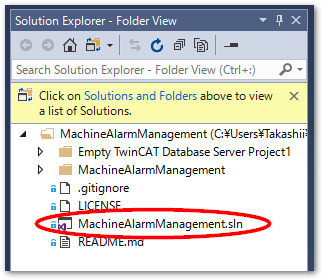 Solution Explorer - Folder View
Search Solution Explorer - Folder View (Ctrl+:)
Click on Solutions and Folders above to view
a list of Solutions.
MachineAlarmManagement (C:¥Users¥Takashii¥
Empty TwinCAT Database Server Project1
MachineAlarmManagement
.gitignore
LICENSE
MachineAlarmManagement.sln
README.md